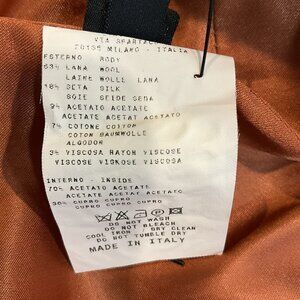 VIA SPARTACO
20135 MILANO - ITALIA
ESTERNO BODY
63% LANA WOOL
LAINE WOLLE LANA
18% SETA SILK
SOIE SEIDE SEDA
9% ACETATO ACETATE
ACETATE ACETAT ACETATO
7% COTONE COTTON
COTON BAUMWOLLE
ALGODON
3% VISCOSA RAYON VISCOSE
VISCOSE VISKOSE VISCOSA
INTERNO - INSIDE
70% ACETATO ACETATE
ACETATE ACETAT ACETATO
30% CUPRO CUPRO
CUPRO CUPRO CUPRO
DO NOT WASH
DO NOT BLEACH
COOL IRON DRY CLEAN
DO NOT TUMBLE DRY
MADE IN ITALY